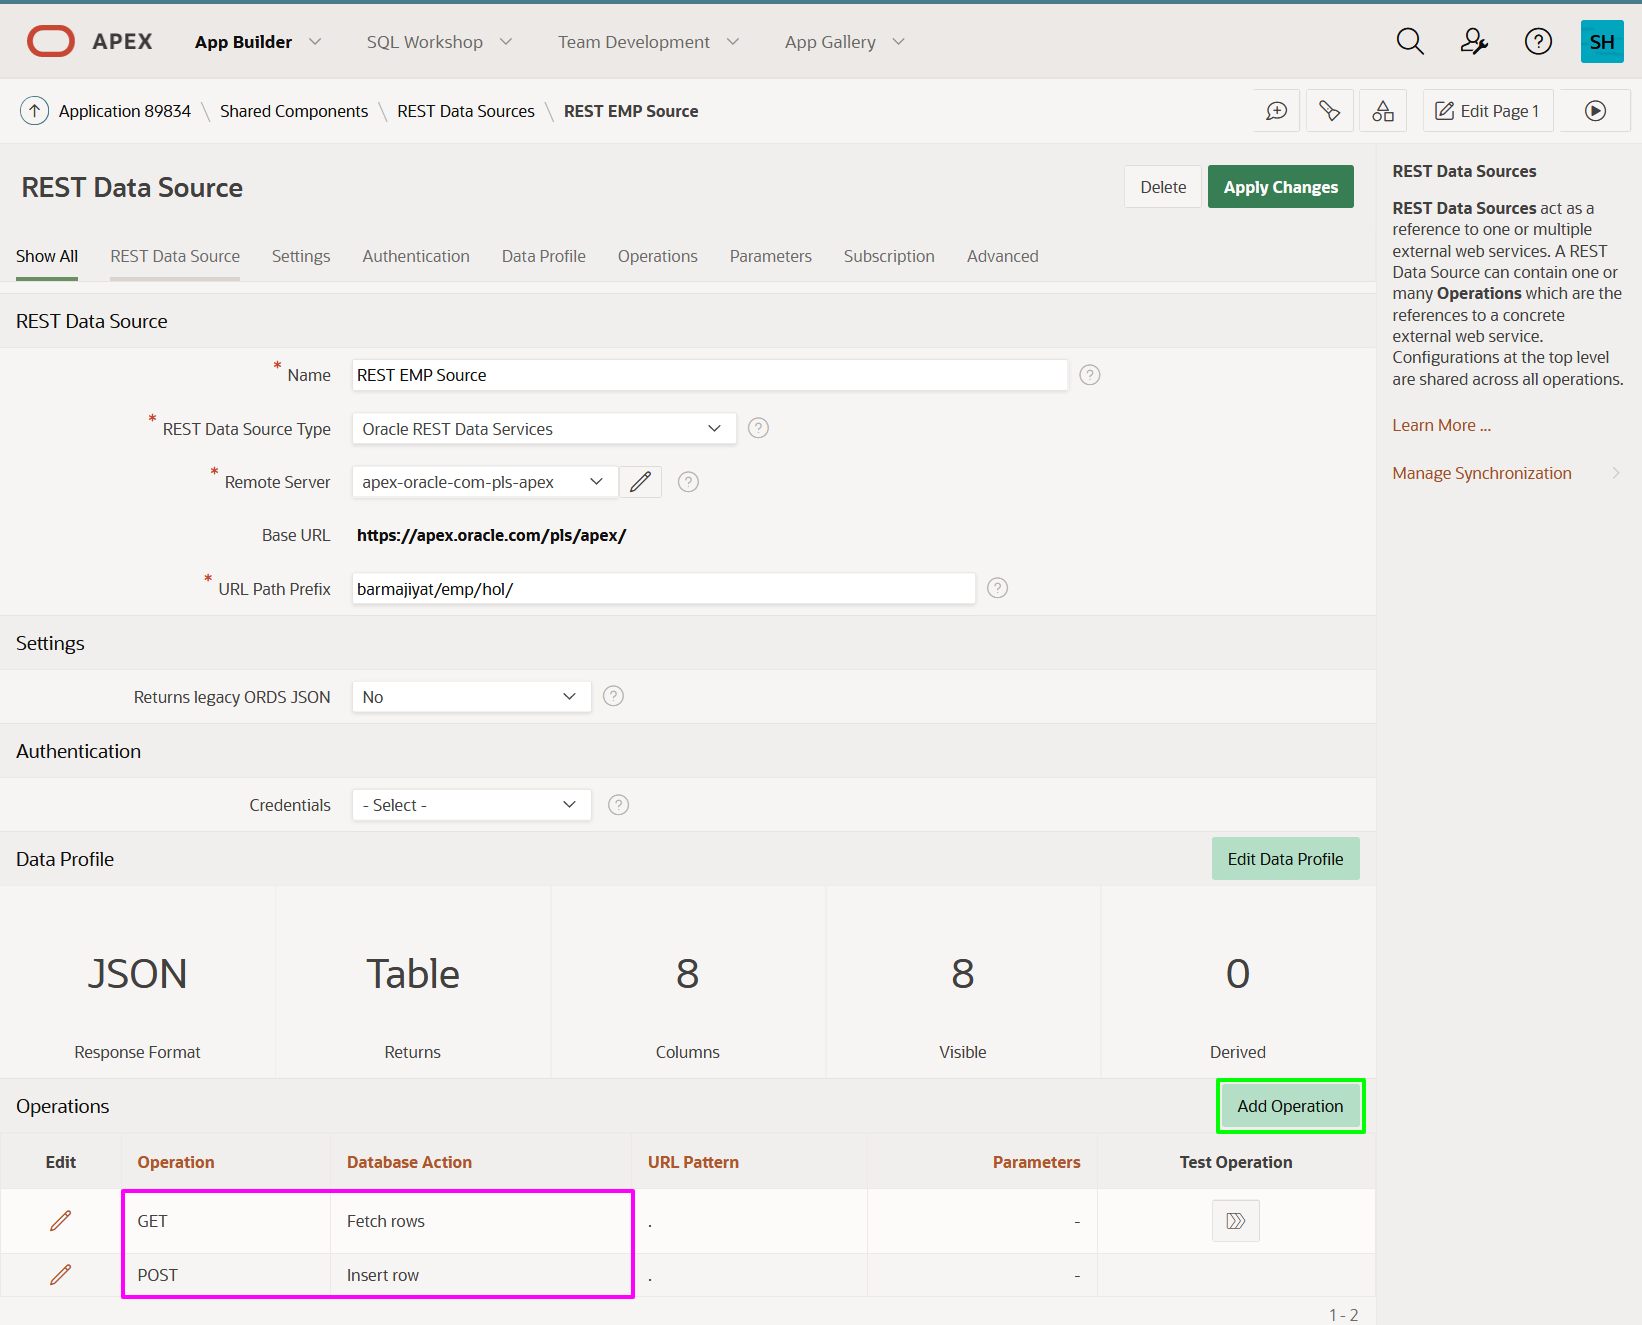 APEX App Builder SQL Workshop Team Development App Gallery SH
Application 89834 \ Shared Components \ REST Data Sources \ REST EMP Source Edit Page 1
REST Data Source Delete Apply Changes
Show All REST Data Source Settings Authentication Data Profile Operations Parameters Subscription Advanced
REST Data Source
* Name REST EMP Source ?
* REST Data Source Type Oracle REST Data Services ?
* Remote Server apex-oracle-com-pls-apex ?
Base URL https://apex.oracle.com/pls/apex/
* URL Path Prefix barmajiyat/emp/hol/ ?
Settings
Returns legacy ORDS JSON No ?
Authentication
Credentials - Select - ?
Data Profile Edit Data Profile
JSON Table 8 8 0
Response Format Returns Columns Visible Derived
Operations Add Operation
Edit Operation Database Action URL Pattern Parameters Test Operation
GET Fetch rows . -
POST Insert row . -
1 - 2
REST Data Sources
REST Data Sources act as a
reference to one or multiple
external web services. A REST
Data Source can contain one or
many Operations which are the
references to a concrete
external web service.
Configurations at the top level
are shared across all operations.
Learn More ...
Manage Synchronization